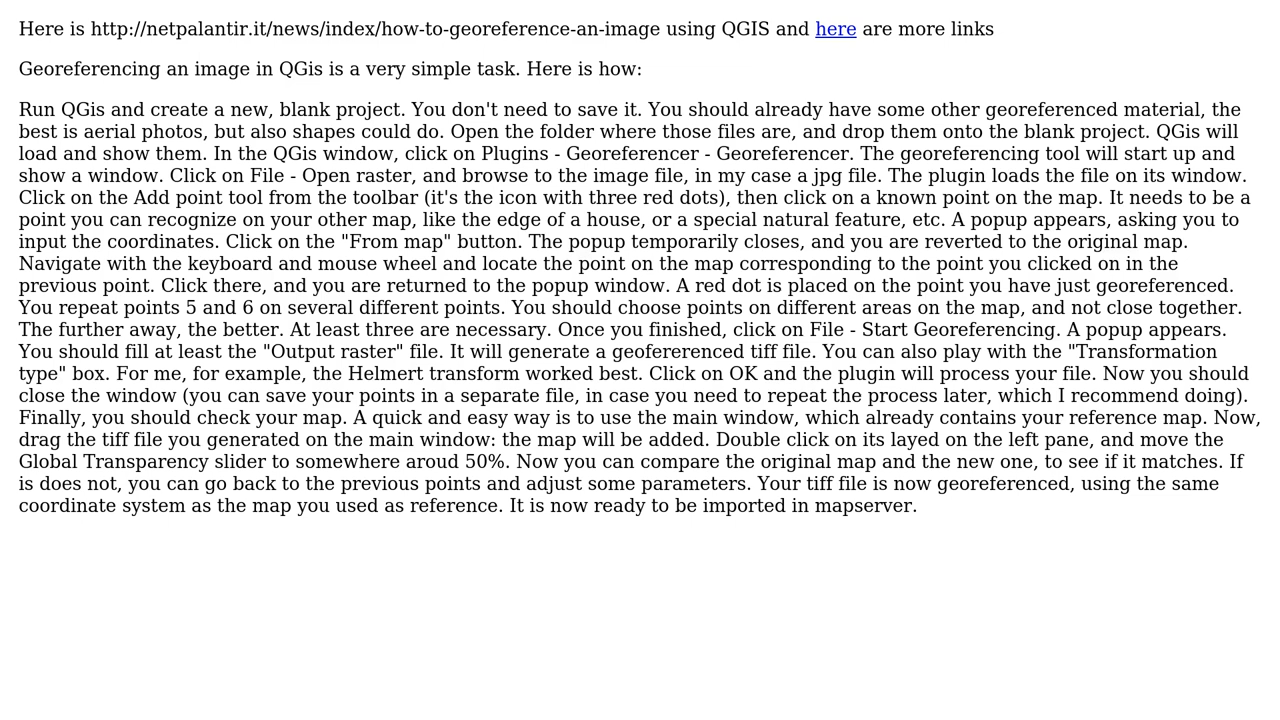 Here is http://netpalantir.it/news/index/how-to-georeference-an-image using QGIS and here are more links
Georeferencing an image in QGis is a very simple task. Here is how:
Run QGis and create a new, blank project. You don't need to save it. You should already have some other georeferenced material, the
best is aerial photos, but also shapes could do. Open the folder where those files are, and drop them onto the blank project. QGis will
load and show them. In the QGis window, click on Plugins - Georeferencer - Georeferencer. The georeferencing tool will start up and
show a window. Click on File - Open raster, and browse to the image file, in my case a jpg file. The plugin loads the file on its window.
Click on the Add point tool from the toolbar (it's the icon with three red dots), then click on a known point on the map. It needs to be a
point you can recognize on your other map, like the edge of a house, or a special natural feature, etc. A popup appears, asking you to
input the coordinates. Click on the "From map" button. The popup temporarily closes, and you are reverted to the original map.
Navigate with the keyboard and mouse wheel and locate the point on the map corresponding to the point you clicked on in the
previous point. Click there, and you are returned to the popup window. A red dot is placed on the point you have just georeferenced.
You repeat points 5 and 6 on several different points. You should choose points on different areas on the map, and not close together.
The further away, the better. At least three are necessary. Once you finished, click on File - Start Georeferencing. A popup appears.
You should fill at least the "Output raster" file. It will generate a geofererenced tiff file. You can also play with the "Transformation
type" box. For me, for example, the Helmert transform worked best. Click on OK and the plugin will process your file. Now you should
close the window (you can save your points in a separate file, in case you need to repeat the process later, which I recommend doing).
Finally, you should check your map. A quick and easy way is to use the main window, which already contains your reference map. Now,
drag the tiff file you generated on the main window: the map will be added. Double click on its layed on the left pane, and move the
Global Transparency slider to somewhere aroud 50%. Now you can compare the original map and the new one, to see if it matches. If
is does not, you can go back to the previous points and adjust some parameters. Your tiff file is now georeferenced, using the same
coordinate system as the map you used as reference. It is now ready to be imported in mapserver.